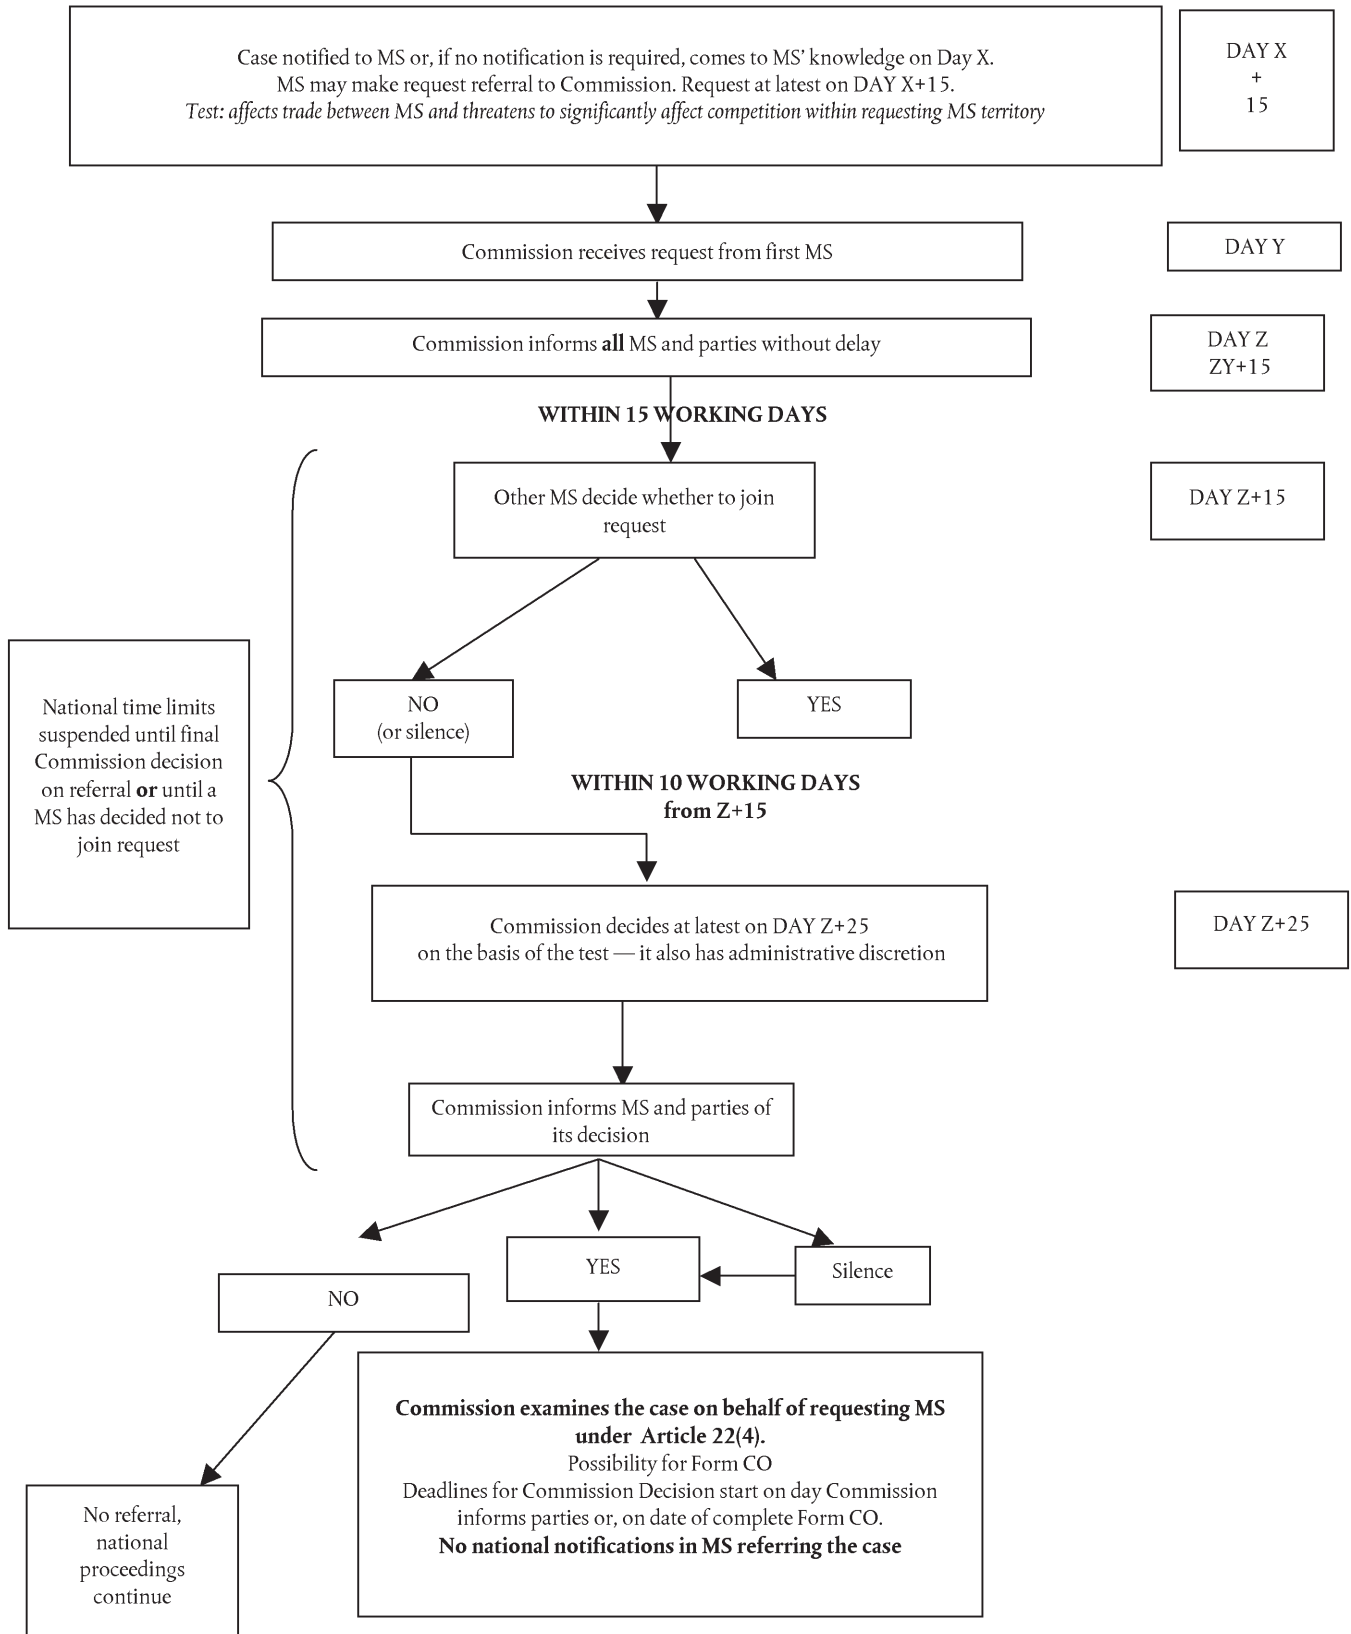 Case notified to MS or, if no notification is required, comes to MS’ knowledge on Day X.
MS may make request referral to Commission. Request at latest on DAY X+15.
Test: affects trade between MS and threatens to significantly affect competition within requesting MS territory
DAY X
+
15
Commission receives request from first MS
DAY Y
Commission informs all MS and parties without delay
DAY Z
ZY+15
WITHIN 15 WORKING DAYS
Other MS decide whether to join
request
DAY Z+15
NO
(or silence)
YES
National time limits
suspended until final
Commission decision
on referral or until a
MS has decided not to
join request
WITHIN 10 WORKING DAYS
from Z+15
Commission decides at latest on DAY Z+25
on the basis of the test — it also has administrative discretion
DAY Z+25
Commission informs MS and parties of
its decision
NO
YES
Silence
Commission examines the case on behalf of requesting MS
under Article 22(4).
Possibility for Form CO
Deadlines for Commission Decision start on day Commission
informs parties or, on date of complete Form CO.
No national notifications in MS referring the case
No referral,
national
proceedings
continue